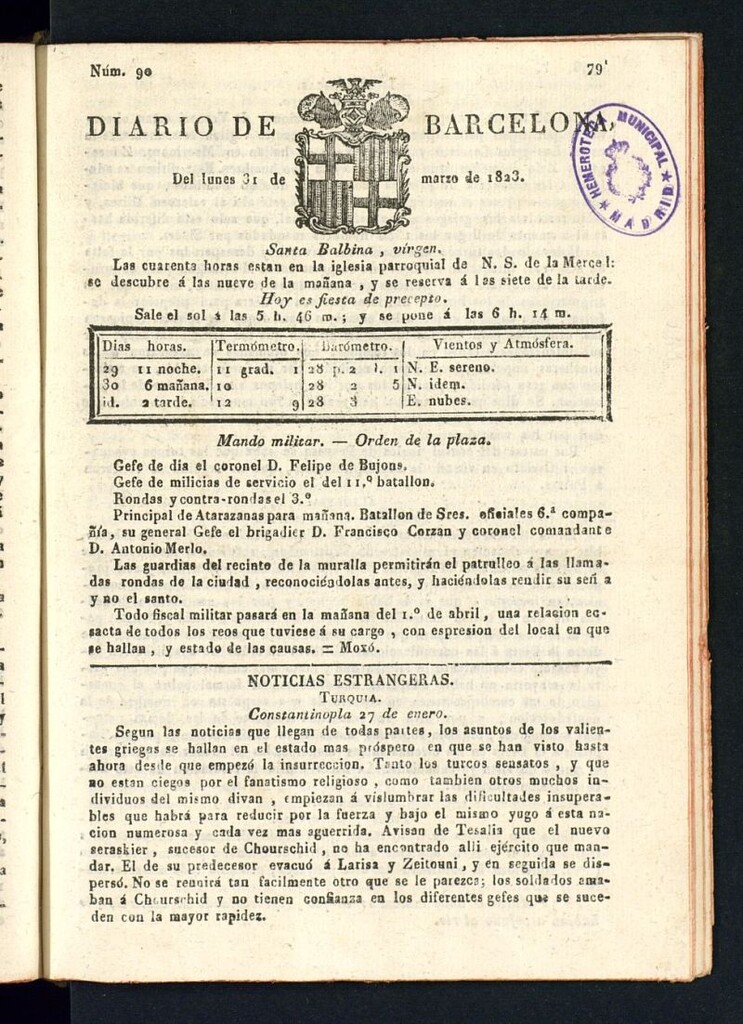 Núm. 90
79
DIARIO DE BARCELONA,
Del lunes 31 de marzo de 1823.
HEMEROTECA MUNICIPAL
★ MADRID ★
Santa Balbina , vírgen.
Las cuarenta horas estan en la iglesia parroquial de N. S. de la Merced:
se descubre á las nueve de la mañana , y se reserva á las siete de la tarde.
Hoy es fiesta de precepto.
Sale el sol á las 5 h. 46 m. ; y se pone á las 6 h. 14 m.
Dias horas. Termómetro. Barómetro. Vientos y Atmósfera.
29 11 noche. 11 grad. 1 28 p. 2 l. 1 N. E. sereno.
30 6 mañana. 10 28 2 5 N. idem.
id. 2 tarde. 12 9 28 3 E. nubes.
Mando militar. — Orden de la plaza.
Gefe de dia el coronel D. Felipe de Bujons.
Gefe de milicias de servicio el del 11.º batallon.
Rondas y contra-rondas el 3.º
Principal de Atarazanas para mañana. Batallon de Sres. oficiales 6.ª compa-
ñía, su general Gefe el brigadier D. Francisco Corzan y coronel comandante
D. Antonio Merlo.
Las guardias del recinto de la muralla permitirán el patrulleo á las llama-
das rondas de la ciudad , reconociéndolas antes, y haciéndolas rendir su seña
y no el santo.
Todo fiscal militar pasará en la mañana del 1.º de abril , una relacion ec-
sacta de todos los reos que tuviese á su cargo , con espresion del local en que
se hallan , y estado de las causas. = Moxó.
NOTICIAS ESTRANGERAS.
TURQUIA.
Constantinopla 27 de enero.
Segun las noticias que llegan de todas partes, los asuntos de los valien-
tes griegos se hallan en el estado mas próspero en que se han visto hasta
ahora desde que empezó la insurreccion. Tanto los turcos sensatos , y que
no estan ciegos por el fanatismo religioso , como tambien otros muchos in-
dividuos del mismo divan , empiezan á vislumbrar las dificultades insupera-
bles que habrá para reducir por la fuerza y bajo el mismo yugo á esta na-
cion numerosa y cada vez mas aguerrida. Avisan de Tesalia que el nuevo
seraskier , sucesor de Chourschid , no ha encontrado alli ejército que man-
dar. El de su predecesor evacuó á Larisa y Zeitouni , y en seguida se dis-
persó. No se reunirá tan facilmente otro que se le parezca; los soldados ama-
ban á Chourschid y no tienen confianza en los diferentes gefes que se suce-
den con la mayor rapidez.